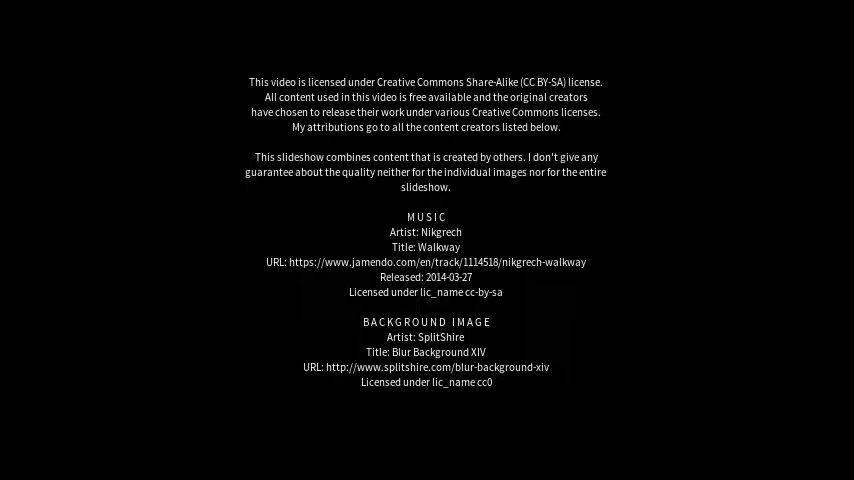 This video is licensed under Creative Commons Share-Alike (CC BY-SA) license.
All content used in this video is free available and the original creators
have chosen to release their work under various Creative Commons licenses.
My attributions go to all the content creators listed below.
This slideshow combines content that is created by others. I don't give any
guarantee about the quality neither for the individual images nor for the entire
slideshow.
MUSIC
Artist: Nikgrech
Title: Walkway
URL: https://www.jamendo.com/en/track/1114518/nikgrech-walkway
Released: 2014-03-27
Licensed under lic_name cc-by-sa
BACKGROUND IMAGE
Artist: SplitShire
Title: Blur Background XIV
URL: http://www.splitshire.com/blur-background-xiv
Licensed under lic_name cc0